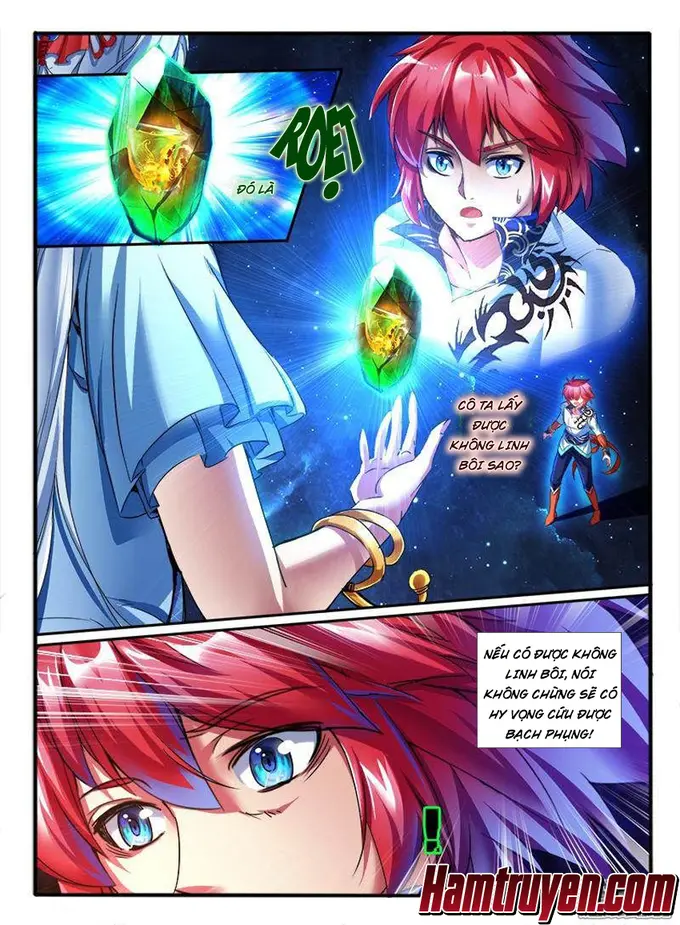 ĐÓ LÀ
ROẸT
CÔ TA LẤY
ĐƯỢC
KHÔNG LINH
BÔI SAO?
NẾU CÓ ĐƯỢC KHÔNG
LINH BÔI, NÓI
KHÔNG CHỪNG SẼ CÓ
HY VỌNG CỨU ĐƯỢC
BẠCH PHỤNG!
!
Hamtruyen.com